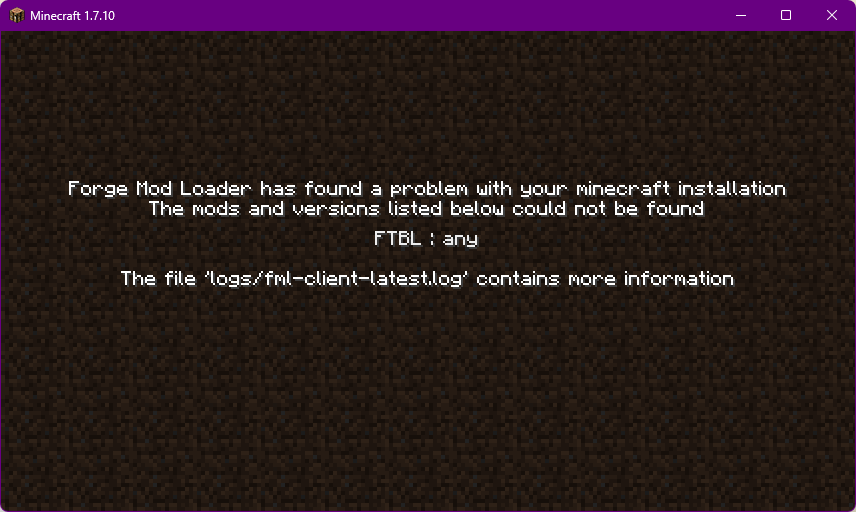 Minecraft 1.7.10
Forge Mod Loader has found a problem with your minecraft installation
The mods and versions listed below could not be found
FTBL : any
The file 'logs/fml-client-latest.log' contains more information